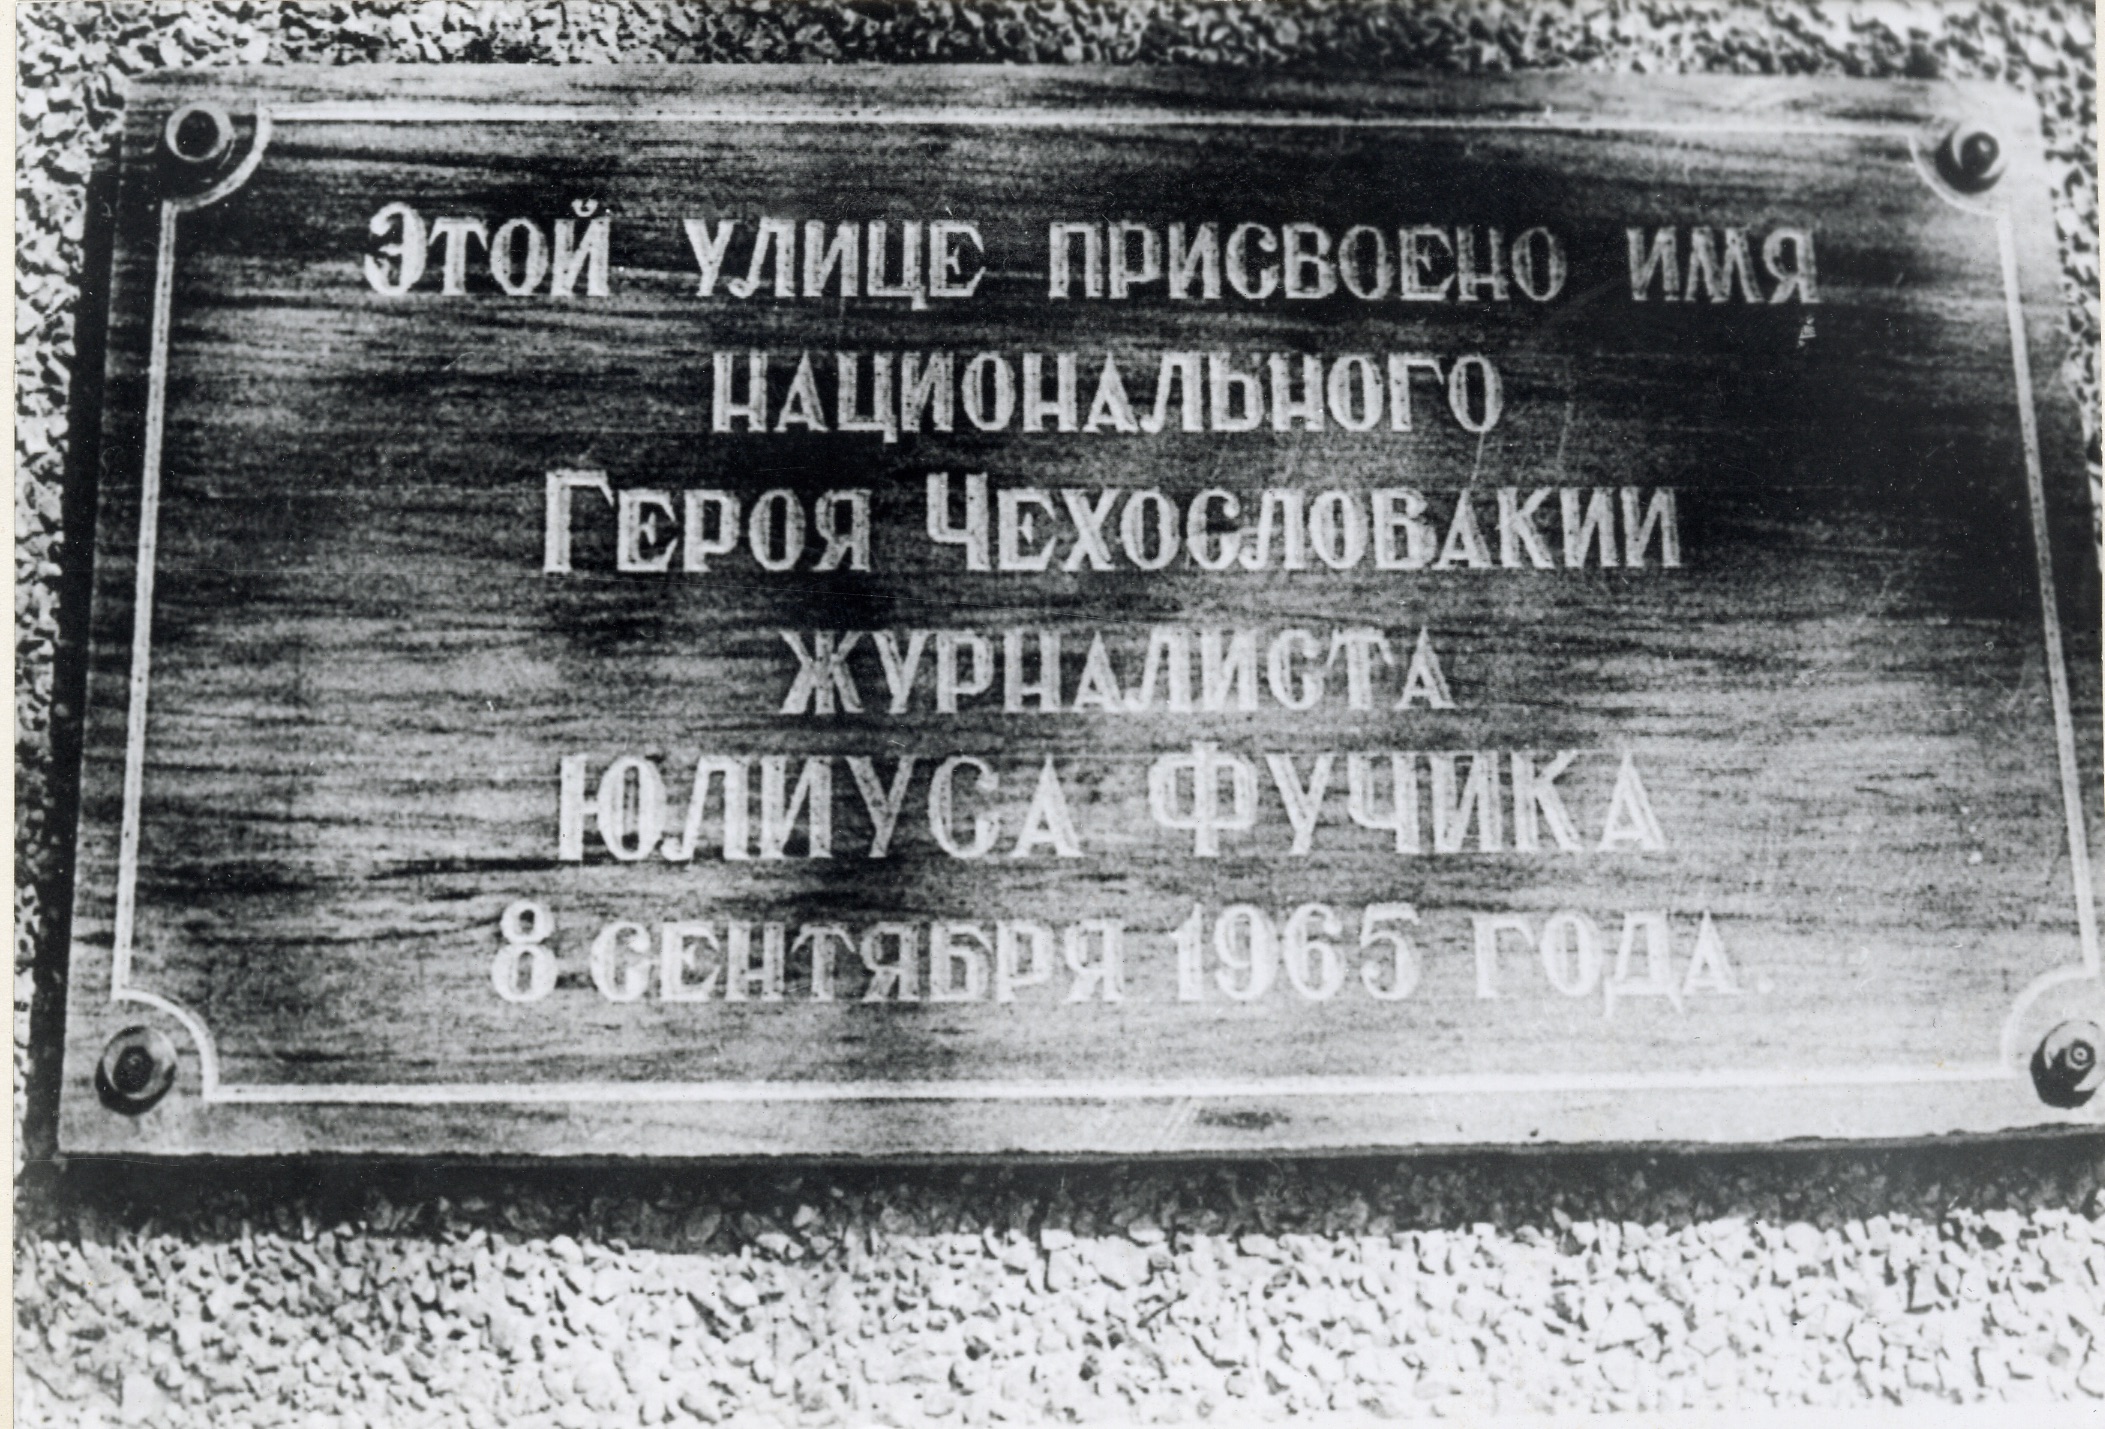 Этой улице присвоено имя
национального
Героя Чехословакии
журналиста
Юлиуса Фучика
8 сентября 1965 года.